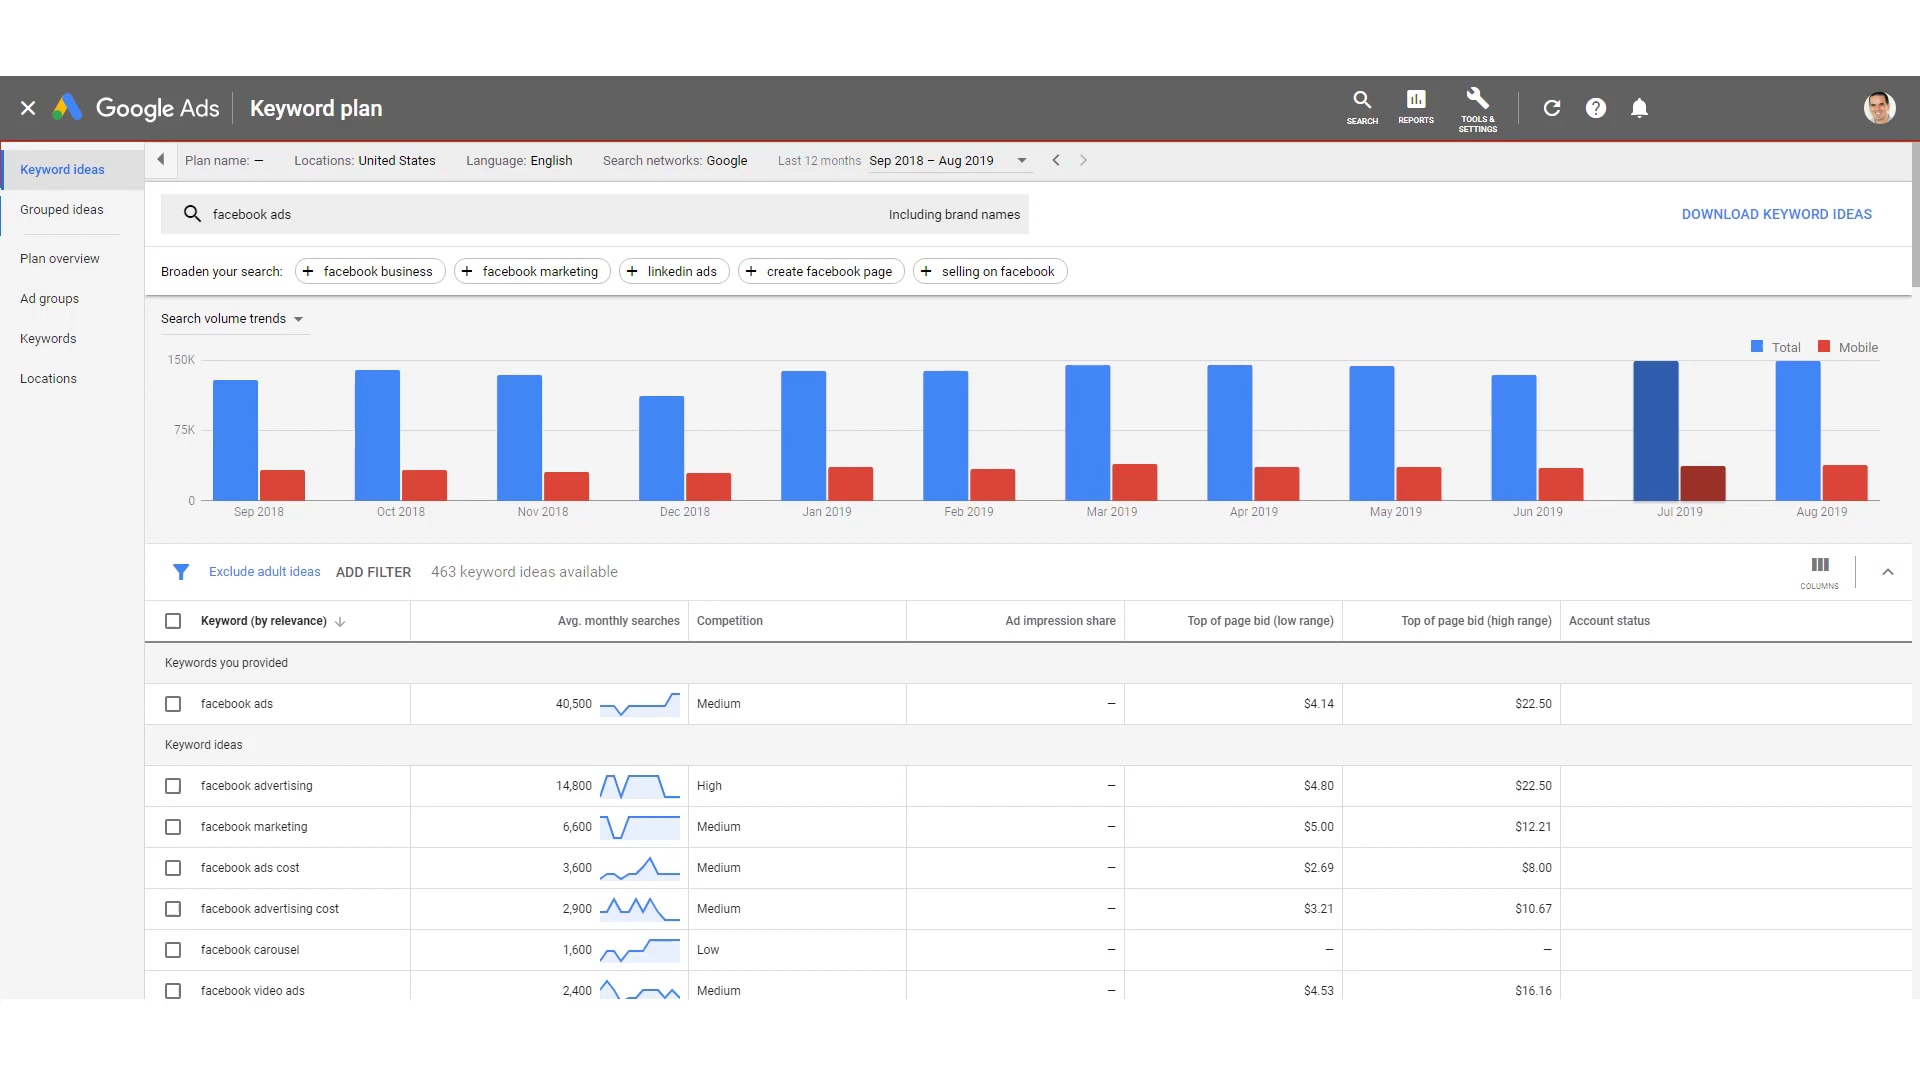 Google Ads Keyword plan
SEARCH REPORTS TOOLS & SETTINGS
Keyword ideas
Grouped ideas
Plan overview
Ad groups
Keywords
Locations
Plan name: – Locations: United States Language: English Search networks: Google Last 12 months Sep 2018 – Aug 2019
facebook ads Including brand names DOWNLOAD KEYWORD IDEAS
Broaden your search: + facebook business + facebook marketing + linkedin ads + create facebook page + selling on facebook
Search volume trends
Total Mobile
150K
75K
0
Sep 2018 Oct 2018 Nov 2018 Dec 2018 Jan 2019 Feb 2019 Mar 2019 Apr 2019 May 2019 Jun 2019 Jul 2019 Aug 2019
Exclude adult ideas ADD FILTER 463 keyword ideas available COLUMNS
Keyword (by relevance) Avg. monthly searches Competition Ad impression share Top of page bid (low range) Top of page bid (high range) Account status
Keywords you provided
facebook ads 40,500 Medium – $4.14 $22.50
Keyword ideas
facebook advertising 14,800 High – $4.80 $22.50
facebook marketing 6,600 Medium – $5.00 $12.21
facebook ads cost 3,600 Medium – $2.69 $8.00
facebook advertising cost 2,900 Medium – $3.21 $10.67
facebook carousel 1,600 Low – – –
facebook video ads 2,400 Medium – $4.53 $16.16